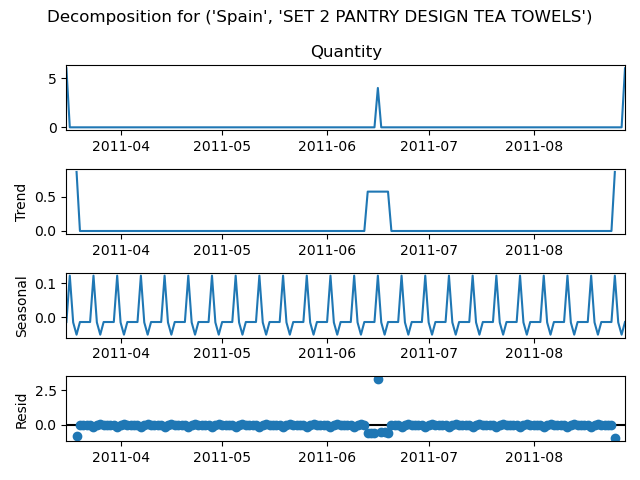 Decomposition for ('Spain', 'SET 2 PANTRY DESIGN TEA TOWELS')
Quantity
5
0
2011-04 2011-05 2011-06 2011-07 2011-08
Trend
0.5
0.0
2011-04 2011-05 2011-06 2011-07 2011-08
Seasonal
0.1
0.0
2011-04 2011-05 2011-06 2011-07 2011-08
Resid
2.5
0.0
2011-04 2011-05 2011-06 2011-07 2011-08